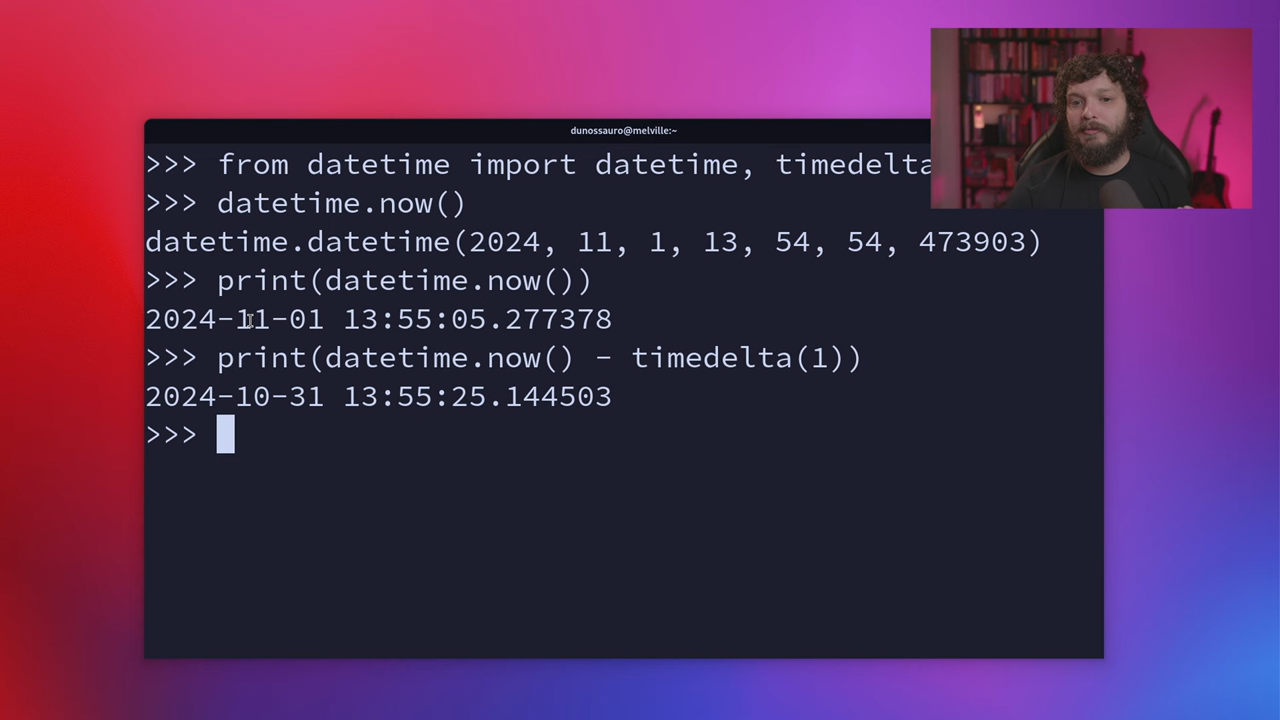 dunossauro@melville:~
>>> from datetime import datetime, timedelta
>>> datetime.now()
datetime.datetime(2024, 11, 1, 13, 54, 54, 473903)
>>> print(datetime.now())
2024-11-01 13:55:05.277378
>>> print(datetime.now() - timedelta(1))
2024-10-31 13:55:25.144503
>>>